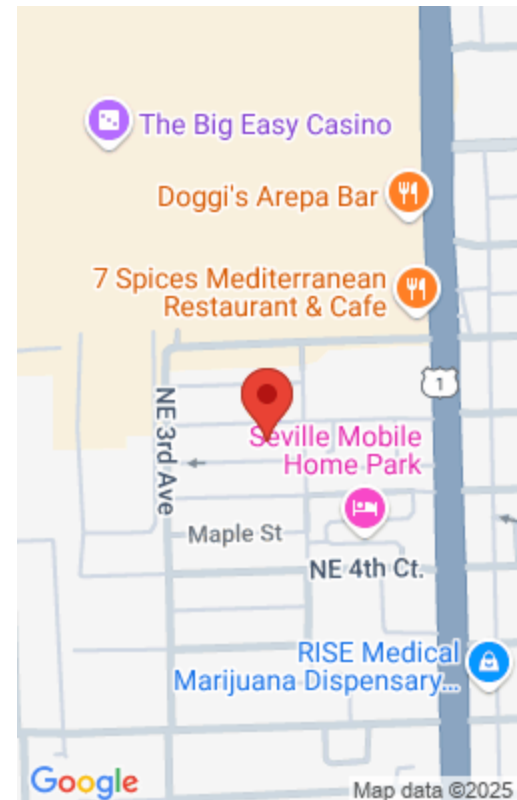 The Big Easy Casino
Doggi's Arepa Bar
7 Spices Mediterranean
Restaurant & Cafe
1
NE 3rd Ave
Seville Mobile
Home Park
Maple St
NE 4th Ct.
RISE Medical
Marijuana Dispensary...
Google
Map data ©2025